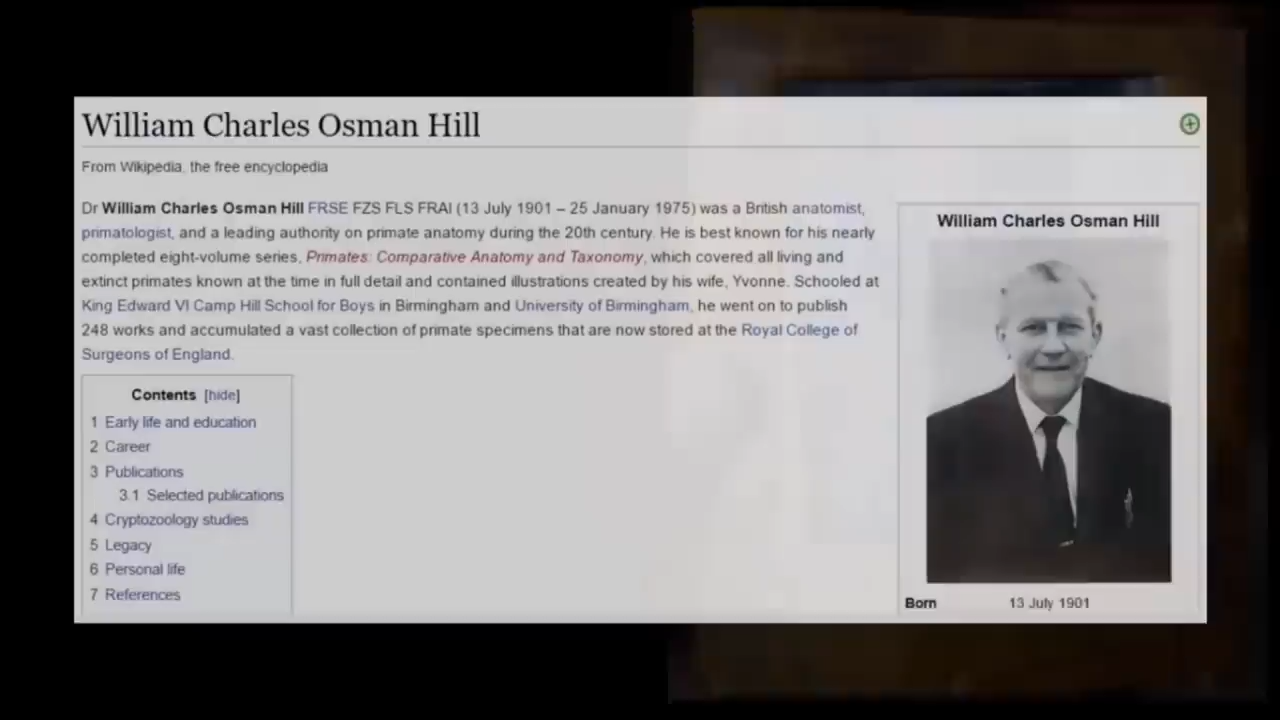 William Charles Osman Hill
From Wikipedia, the free encyclopedia
Dr William Charles Osman Hill FRSE FZS FLS FRAI (13 July 1901 – 25 January 1975) was a British anatomist,
primatologist, and a leading authority on primate anatomy during the 20th century. He is best known for his nearly
completed eight-volume series, Primates: Comparative Anatomy and Taxonomy, which covered all living and
extinct primates known at the time in full detail and contained illustrations created by his wife, Yvonne. Schooled at
King Edward VI Camp Hill School for Boys in Birmingham and University of Birmingham, he went on to publish
248 works and accumulated a vast collection of primate specimens that are now stored at the Royal College of
Surgeons of England.
Contents [hide]
1 Early life and education
2 Career
3 Publications
3.1 Selected publications
4 Cryptozoology studies
5 Legacy
6 Personal life
7 References
William Charles Osman Hill
Born 13 July 1901